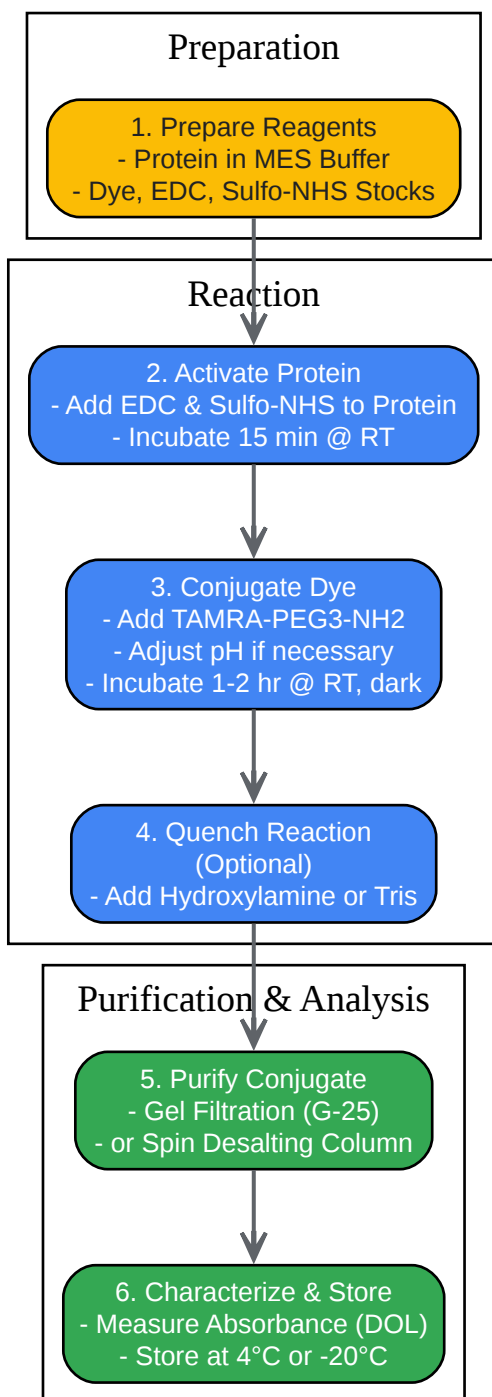 Preparation
1. Prepare Reagents
- Protein in MES Buffer
- Dye, EDC, Sulfo-NHS Stocks
Reaction
2. Activate Protein
- Add EDC & Sulfo-NHS to Protein
- Incubate 15 min @ RT
3. Conjugate Dye
- Add TAMRA-PEG3-NH2
- Adjust pH if necessary
- Incubate 1-2 hr @ RT, dark
4. Quench Reaction
(Optional)
- Add Hydroxylamine or Tris
Purification & Analysis
5. Purify Conjugate
- Gel Filtration (G-25)
- or Spin Desalting Column
6. Characterize & Store
- Measure Absorbance (DOL)
- Store at 4°C or -20°C